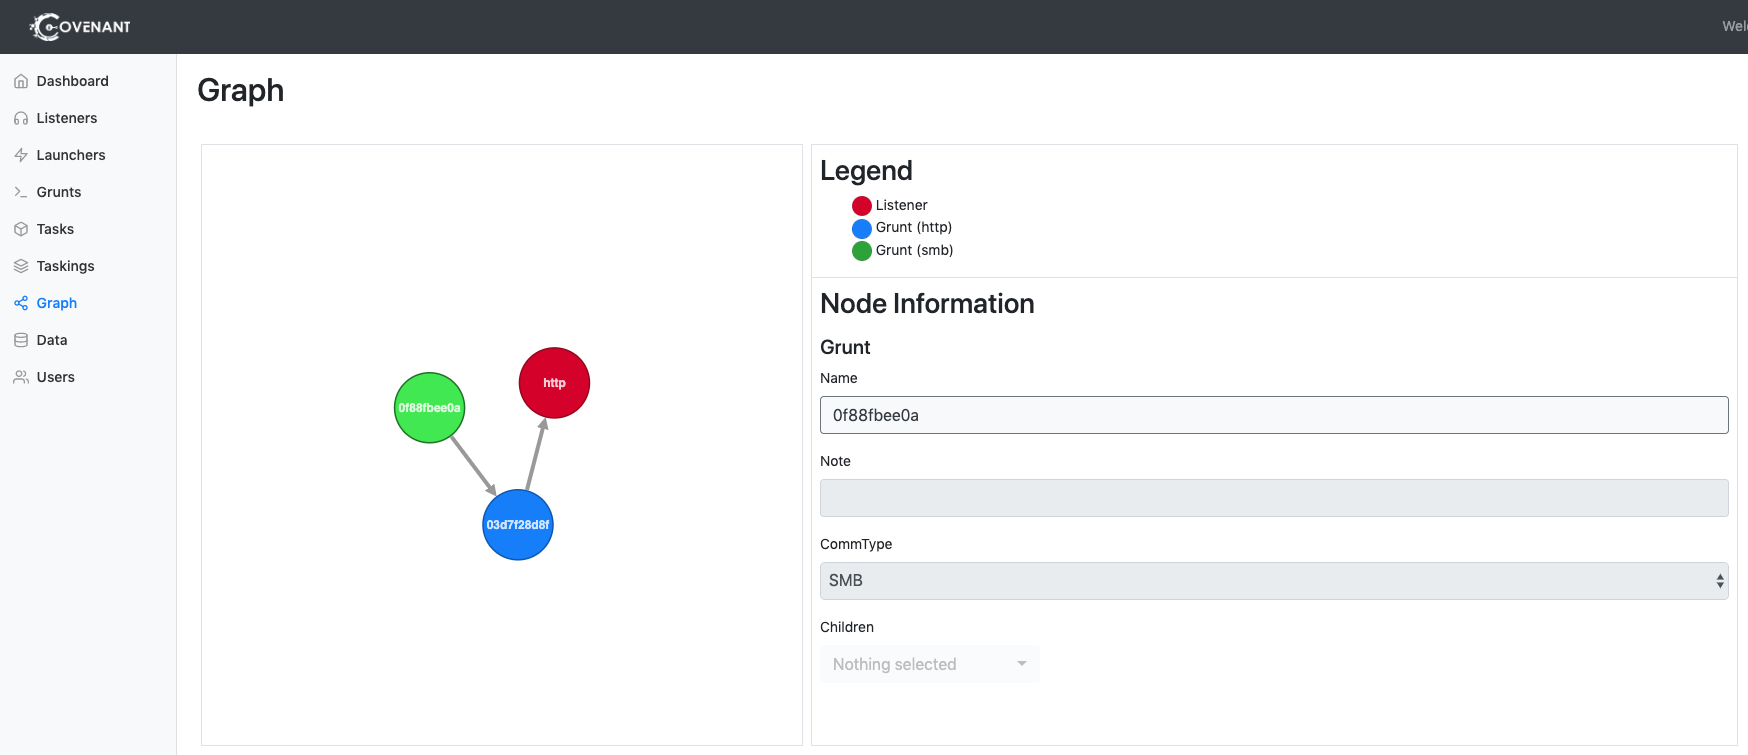 COVENANT
Wel
Dashboard
Listeners
Launchers
Grunts
Tasks
Taskings
Graph
Data
Users
Graph
0f88fbee0a
http
03d7f28d8f
Legend
Listener
Grunt (http)
Grunt (smb)
Node Information
Grunt
Name
0f88fbee0a
Note
CommType
SMB
Children
Nothing selected